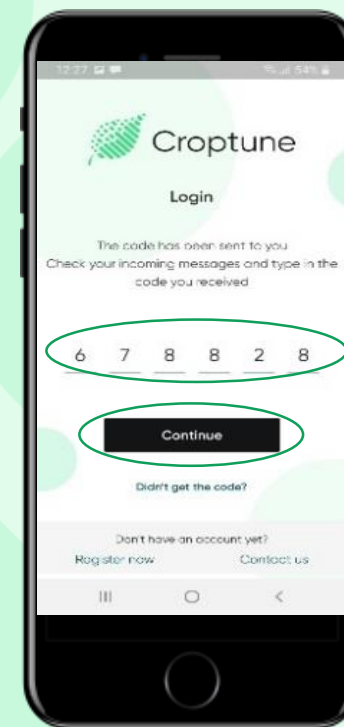 12:27 54%
Croptune
Login
The code has been sent to you
Check your incoming messages and type in the
code you received
6 7 8 8 2 8
Continue
Didn't get the code?
Don't have an account yet?
Register now Contact us